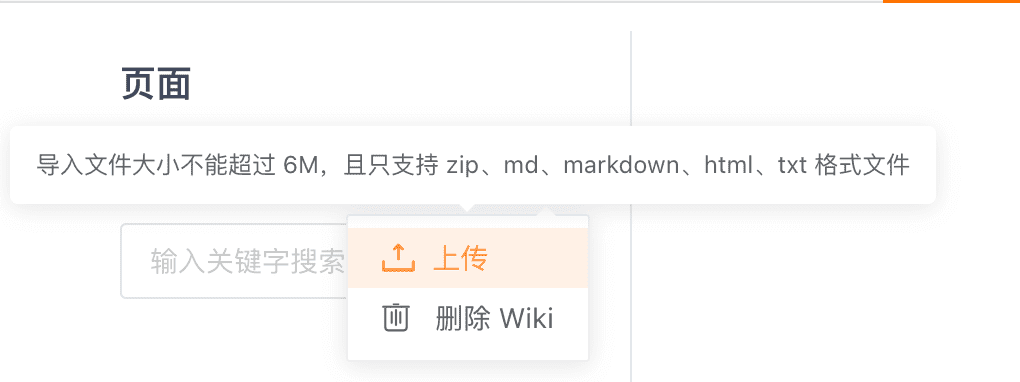 页面
导入文件大小不能超过 6M，且只支持 zip、md、markdown、html、txt 格式文件
输入关键字搜索
上传
删除 Wiki